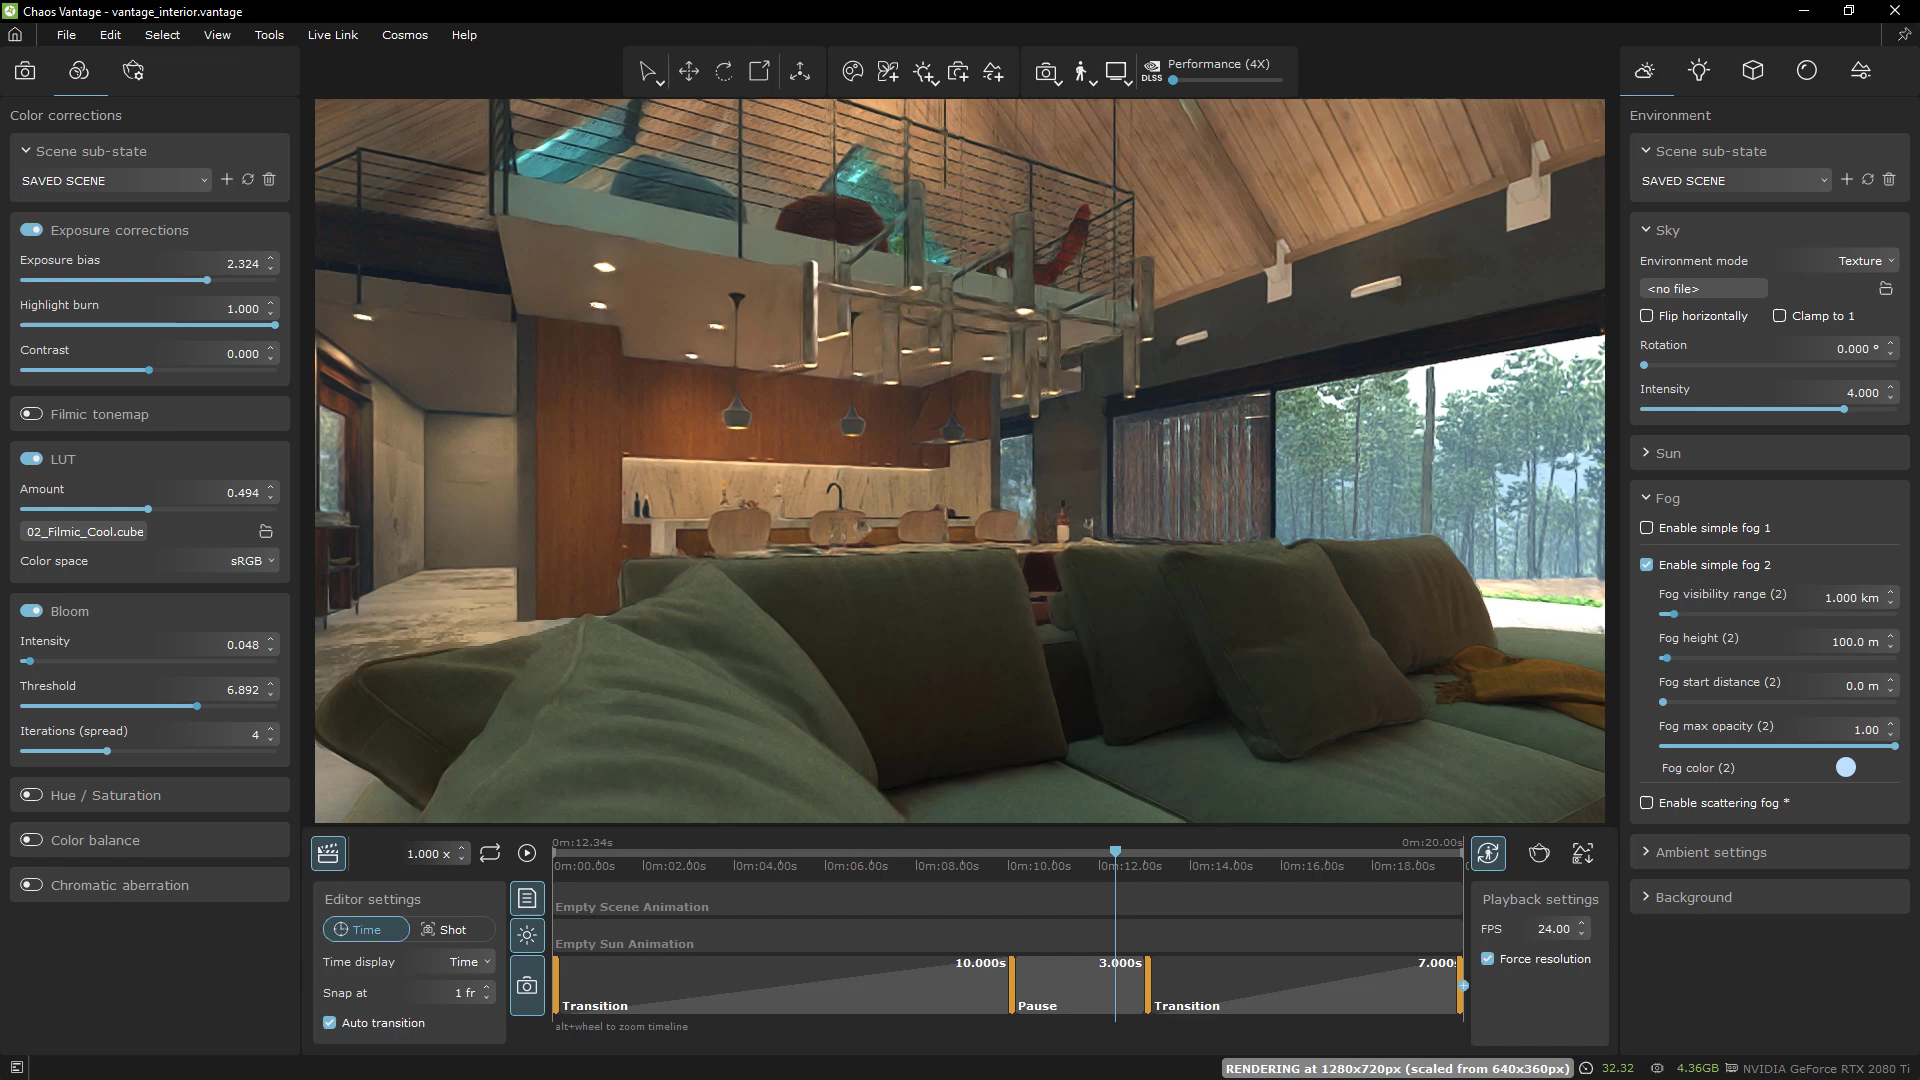 Chaos Vantage - vantage_interior.vantage
File Edit Select View Tools Live Link Cosmos Help
DLSS Performance (4X)
Color corrections
Scene sub-state
SAVED SCENE
Exposure corrections
Exposure bias 2.324
Highlight burn 1.000
Contrast 0.000
Filmic tonemap
LUT
Amount 0.494
02_Filmic_Cool.cube
Color space sRGB
Bloom
Intensity 0.048
Threshold 6.892
Iterations (spread) 4
Hue / Saturation
Color balance
Chromatic aberration
Environment
Scene sub-state
SAVED SCENE
Sky
Environment mode Texture
<no file>
Flip horizontally Clamp to 1
Rotation 0.000 °
Intensity 4.000
Sun
Fog
Enable simple fog 1
Enable simple fog 2
Fog visibility range (2) 1.000 km
Fog height (2) 100.0 m
Fog start distance (2) 0.0 m
Fog max opacity (2) 1.00
Fog color (2)
Enable scattering fog *
Ambient settings
Background
1.000 x
0m:12.34s 0m:20.00s
0m:00.00s 0m:02.00s 0m:04.00s 0m:06.00s 0m:08.00s 0m:10.00s 0m:12.00s 0m:14.00s 0m:16.00s 0m:18.00s
Editor settings
Time Shot
Time display Time
Snap at 1 fr
Auto transition
Empty Scene Animation
Empty Sun Animation
10.000s 3.000s 7.000s
Transition Pause Transition
alt+wheel to zoom timeline
Playback settings
FPS 24.00
Force resolution
RENDERING at 1280x720px (scaled from 640x360px) 32.32 4.36GB NVIDIA GeForce RTX 2080 Ti